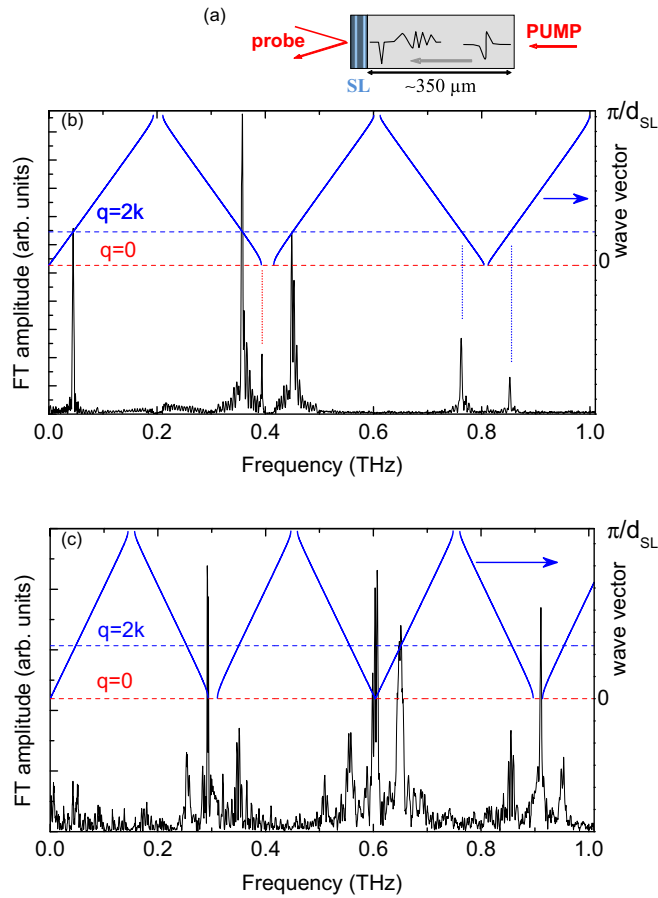 (a)
probe
PUMP
SL
~350 μm
(b)
π/d_SL
q=2k
q=0
0
FT amplitude (arb. units)
wave vector
0.0 0.2 0.4 0.6 0.8 1.0
Frequency (THz)
(c)
π/d_SL
q=2k
q=0
0
FT amplitude (arb. units)
wave vector
0.0 0.2 0.4 0.6 0.8 1.0
Frequency (THz)